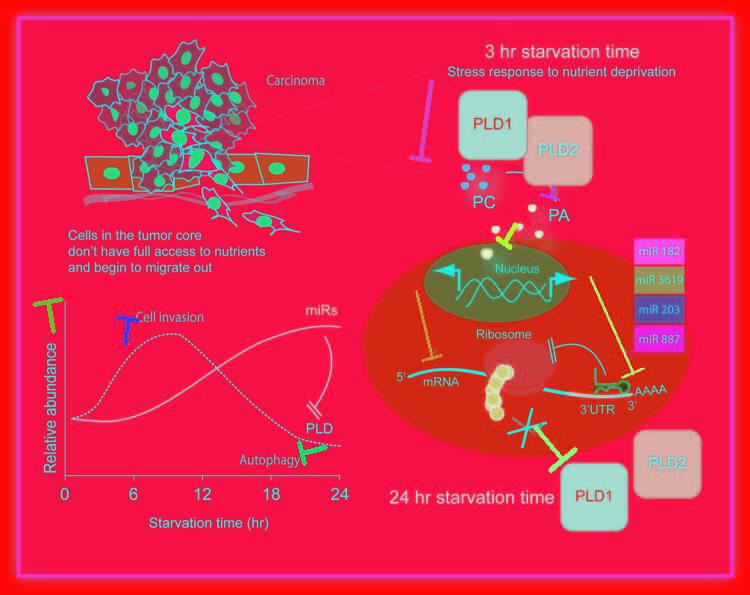 3 hr starvation time
Stress response to nutrient deprivation
Carcinoma
PLD1
PLD2
PC
PA
Cells in the tumor core
don't have full access to nutrients
and begin to migrate out
Nucleus
miR 182
miR 3619
miR 203
miR 887
Ribosome
5'
mRNA
3'UTR
3'
AAAA
Cell invasion
miRs
PLD
Autophagy
Relative abundance
0
6
12
18
24
Starvation time (hr)
24 hr starvation time
PLD1
PLD2